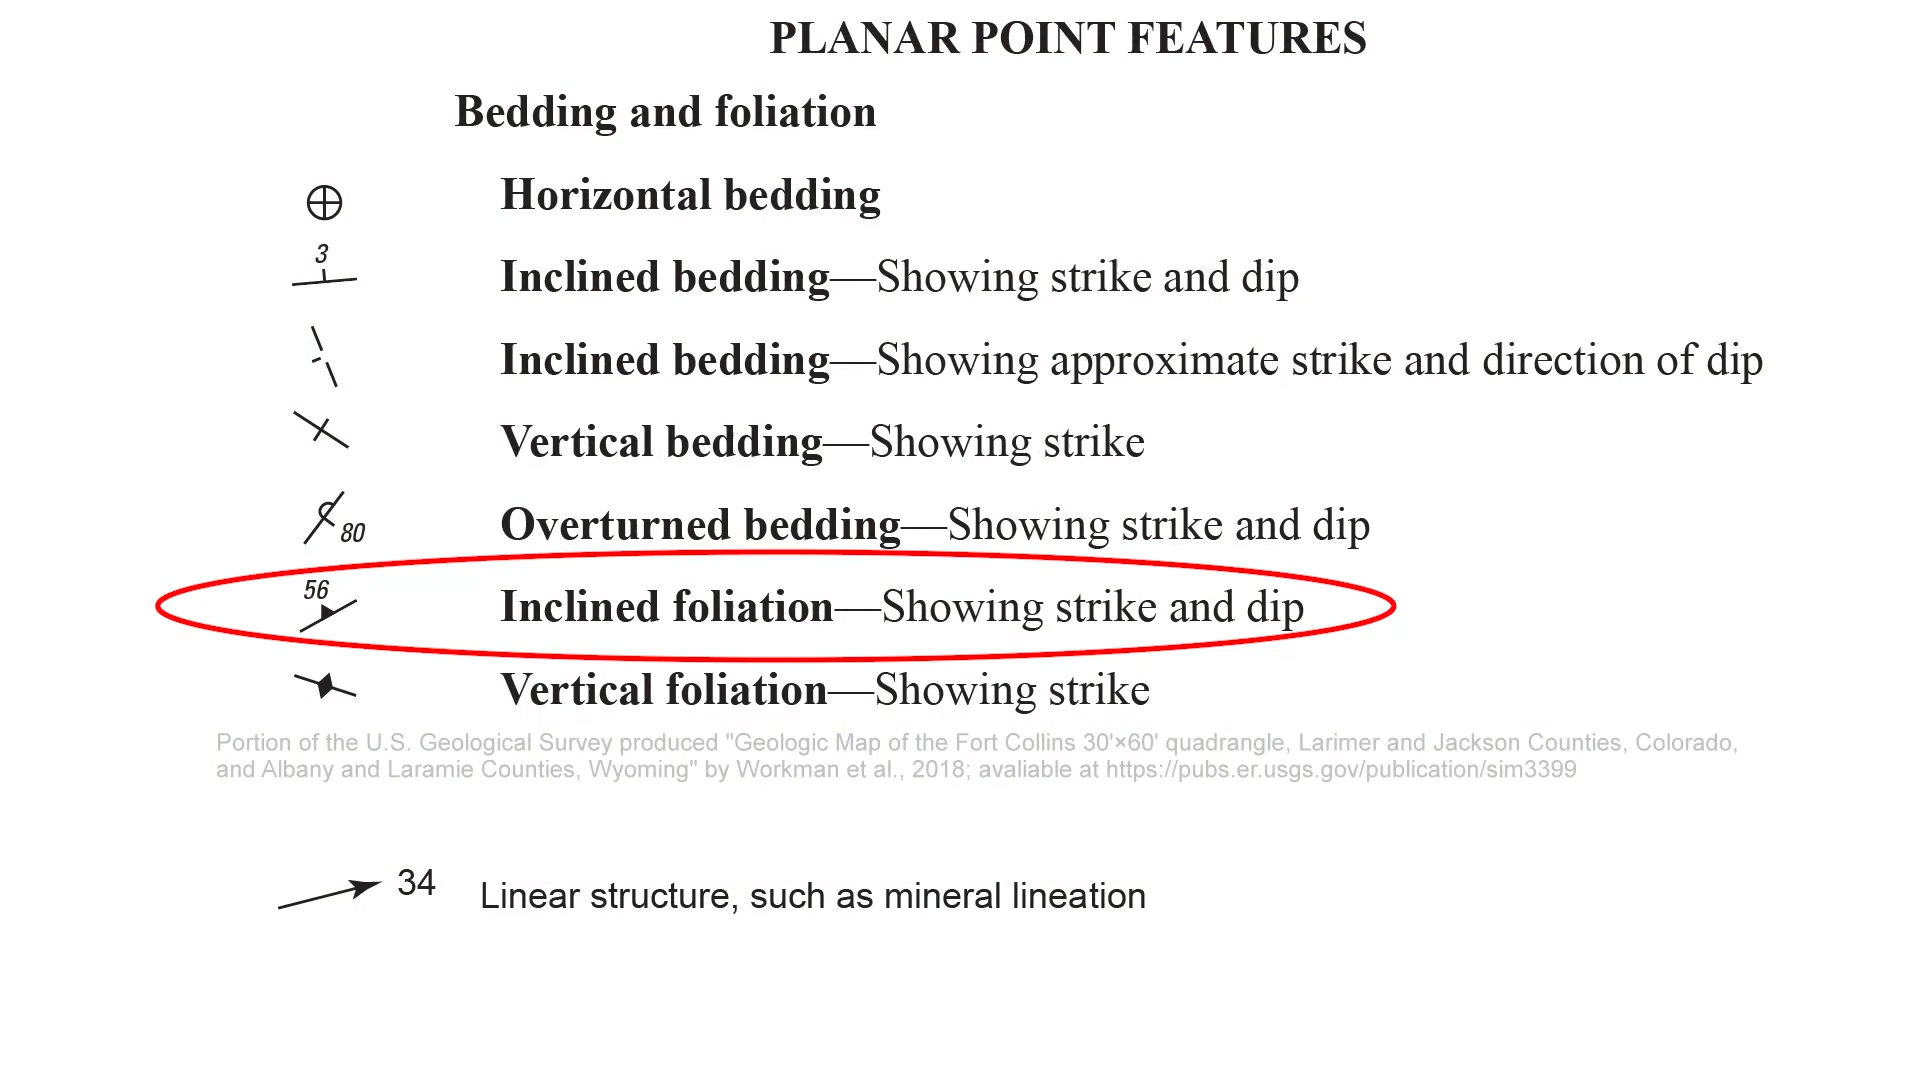 PLANAR POINT FEATURES
Bedding and foliation
Horizontal bedding
3
Inclined bedding—Showing strike and dip
Inclined bedding—Showing approximate strike and direction of dip
Vertical bedding—Showing strike
80
Overturned bedding—Showing strike and dip
56
Inclined foliation—Showing strike and dip
Vertical foliation—Showing strike
Portion of the U.S. Geological Survey produced "Geologic Map of the Fort Collins 30'×60' quadrangle, Larimer and Jackson Counties, Colorado,
and Albany and Laramie Counties, Wyoming" by Workman et al., 2018; avaliable at https://pubs.er.usgs.gov/publication/sim3399
34
Linear structure, such as mineral lineation